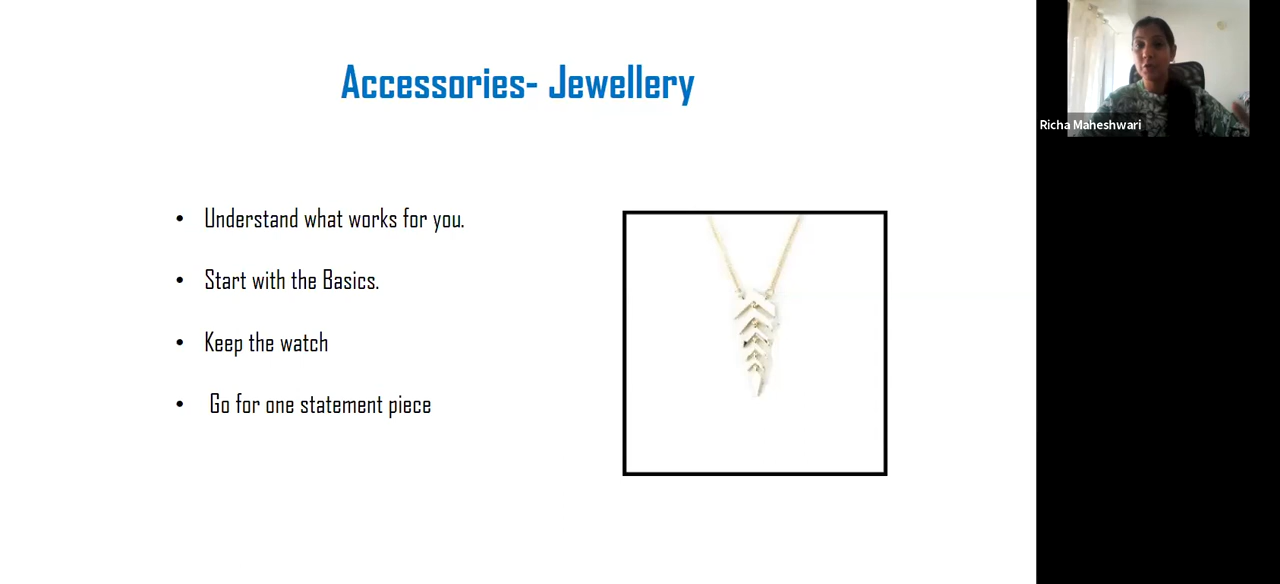 Accessories- Jewellery
• Understand what works for you.
• Start with the Basics.
• Keep the watch
• Go for one statement piece
Richa Maheshwari